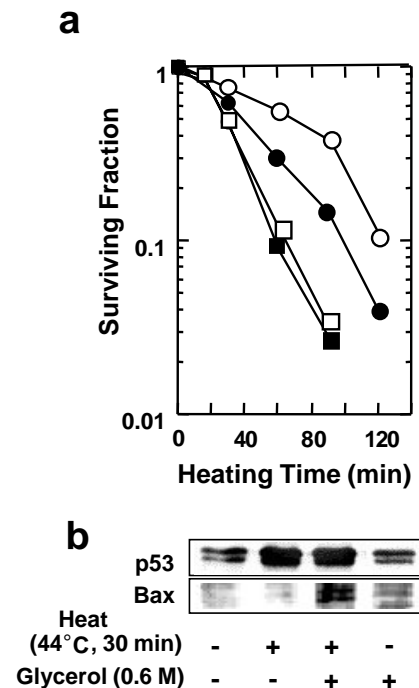 a
Surviving Fraction
1
0.1
0.01
0 40 80 120
Heating Time (min)
b
p53
Bax
Heat
(44°C, 30 min) - + + -
Glycerol (0.6 M) - - + +